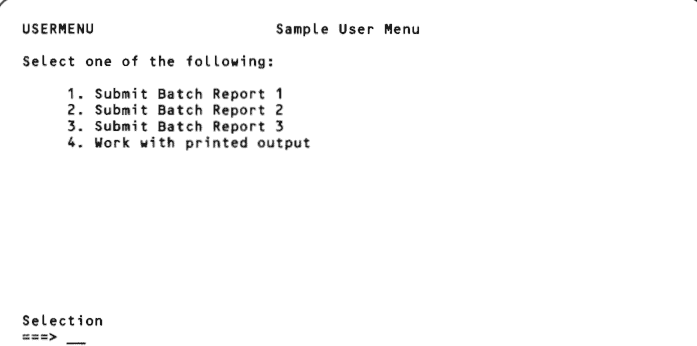 USERMENU Sample User Menu
Select one of the following:
1. Submit Batch Report 1
2. Submit Batch Report 2
3. Submit Batch Report 3
4. Work with printed output
Selection
===> __